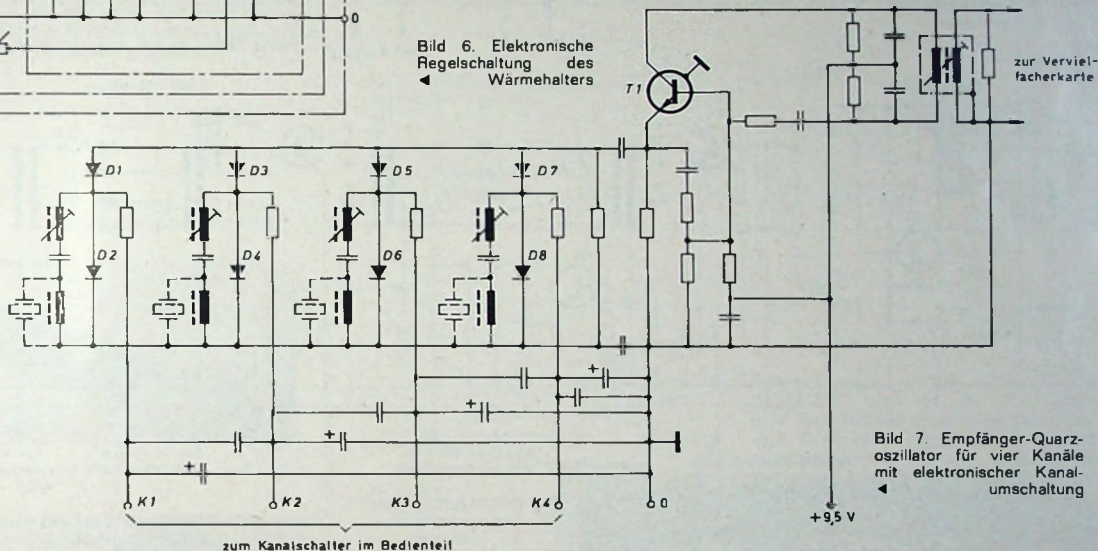 0
Bild 6. Elektronische
Regelschaltung des
◄ Wärmehalters
T1
zur Verviel-
facherkarte
D1
D3
D5
D7
D2
D4
D6
D8
+
+
+
+
K1
K2
K3
K4
0
+9,5 V
zum Kanalschalter im Bedienteil
Bild 7. Empfänger-Quarz-
oszillator für vier Kanäle
mit elektronischer Kanal-
◄ umschaltung